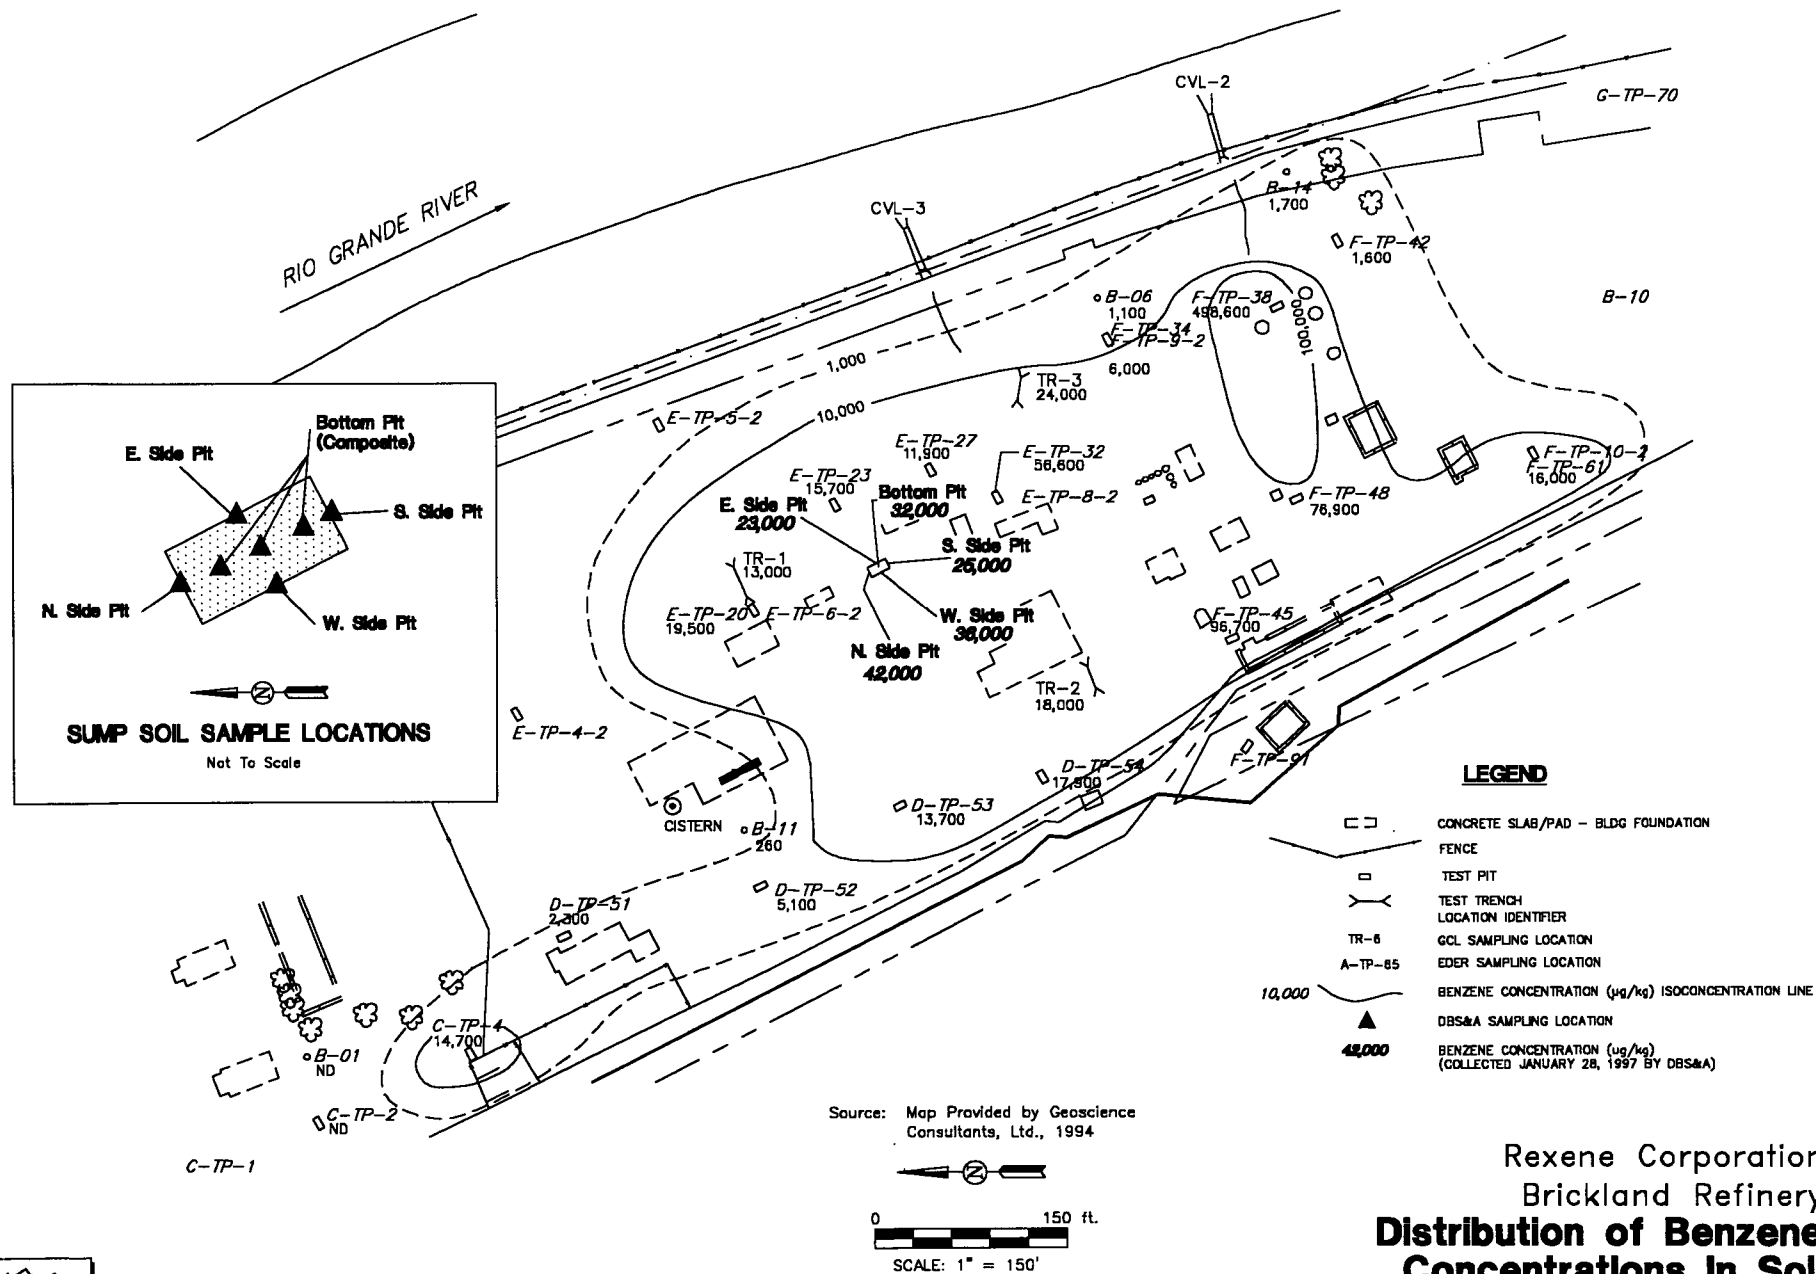 CVL-2
G-TP-70
RIO GRANDE RIVER
CVL-3
B-14
1,700
F-TP-42
1,600
B-10
B-06
1,100
F-TP-38
498,600
100,000
F-TP-34
F-TP-9-2
6,000
1,000
10,000
TR-3
24,000
E-TP-5-2
E-TP-27
11,900
E-TP-32
56,600
E-TP-23
15,700
E-TP-8-2
Bottom Pit
32,000
E. Side Pit
23,000
S. Side Pit
25,000
W. Side Pit
36,000
N. Side Pit
42,000
TR-1
13,000
E-TP-20
19,500
E-TP-6-2
F-TP-10-2
F-TP-61
16,000
F-TP-48
76,900
F-TP-45
96,700
TR-2
18,000
E-TP-4-2
CISTERN
B-11
260
D-TP-54
17,900
D-TP-53
13,700
F-TP-91
D-TP-52
5,100
D-TP-51
2,300
C-TP-4
14,700
B-01
ND
C-TP-2
ND
C-TP-1
Bottom Pit
(Composite)
E. Side Pit
S. Side Pit
N. Side Pit
W. Side Pit
N
SUMP SOIL SAMPLE LOCATIONS
Not To Scale
LEGEND
CONCRETE SLAB/PAD - BLDG FOUNDATION
FENCE
TEST PIT
TEST TRENCH
LOCATION IDENTIFIER
TR-6 GCL SAMPLING LOCATION
A-TP-65 EDER SAMPLING LOCATION
10,000 BENZENE CONCENTRATION (µg/kg) ISOCONCENTRATION LINE
DBS&A SAMPLING LOCATION
42,000 BENZENE CONCENTRATION (ug/kg)
(COLLECTED JANUARY 28, 1997 BY DBS&A)
Source: Map Provided by Geoscience
Consultants, Ltd., 1994
N
0 150 ft.
SCALE: 1" = 150'
Rexene Corporation
Brickland Refinery
Distribution of Benzene
Concentrations in Soil